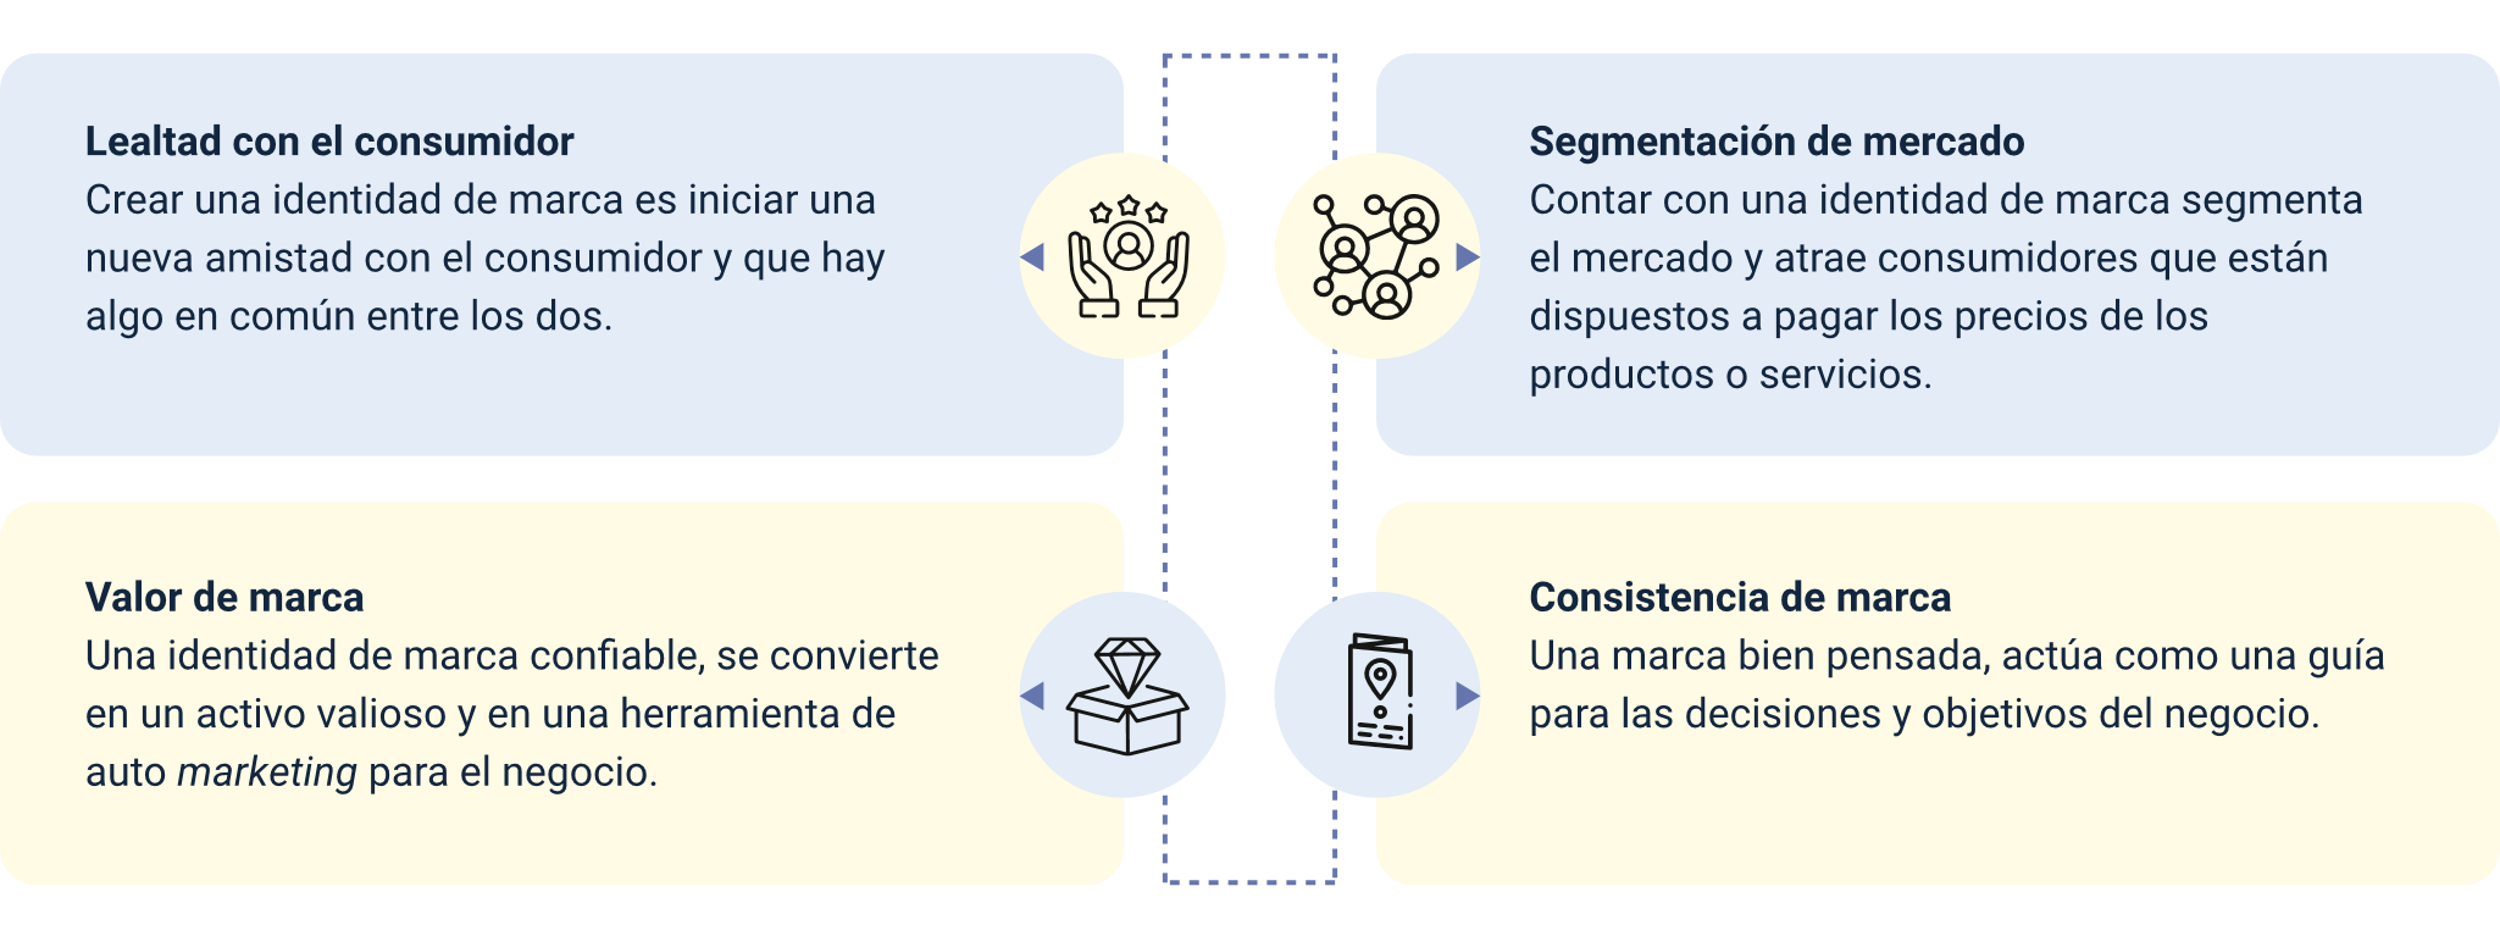 Lealtad con el consumidor
Crear una identidad de marca es iniciar una
nueva amistad con el consumidor y que hay
algo en común entre los dos.
Segmentación de mercado
Contar con una identidad de marca segmenta
el mercado y atrae consumidores que están
dispuestos a pagar los precios de los
productos o servicios.
Valor de marca
Una identidad de marca confiable, se convierte
en un activo valioso y en una herramienta de
auto marketing para el negocio.
Consistencia de marca
Una marca bien pensada, actúa como una guía
para las decisiones y objetivos del negocio.